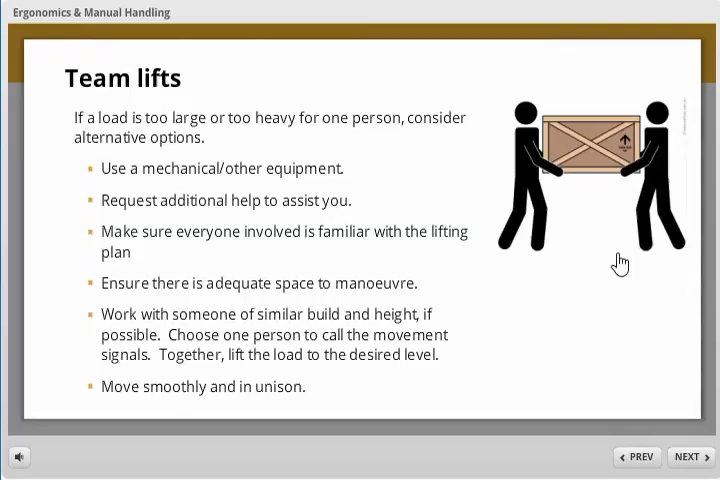 Ergonomics & Manual Handling
Team lifts
If a load is too large or too heavy for one person, consider
alternative options.
Use a mechanical/other equipment.
Request additional help to assist you.
Make sure everyone involved is familiar with the lifting
plan
Ensure there is adequate space to manoeuvre.
Work with someone of similar build and height, if
possible. Choose one person to call the movement
signals. Together, lift the load to the desired level.
Move smoothly and in unison.
PREV
NEXT